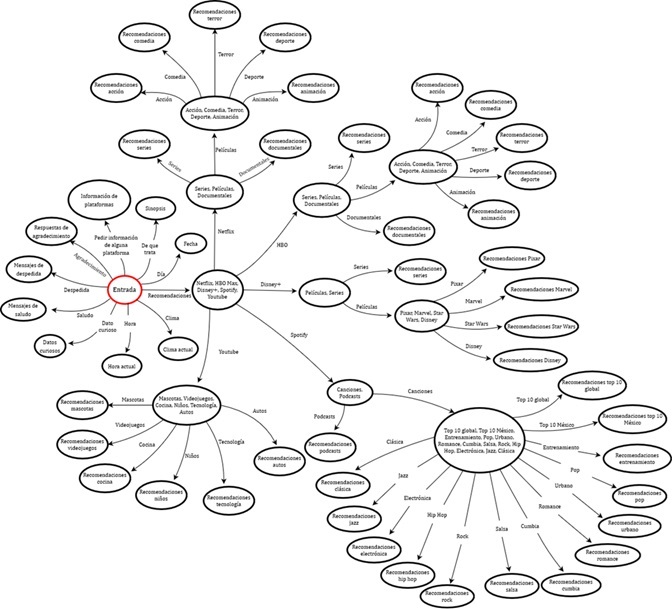 Recomendaciones
terror
Recomendaciones
comedia
Recomendaciones
deporte
Recomendaciones
acción
Recomendaciones
animación
Terror
Comedia
Deporte
Acción
Animación
Acción, Comedia, Terror,
Deporte, Animación
Películas
Recomendaciones
series
Recomendaciones
documentales
Series
Documentales
Series, Películas,
Documentales
Netflix
Recomendaciones
acción
Recomendaciones
comedia
Recomendaciones
terror
Recomendaciones
deporte
Recomendaciones
animación
Acción
Comedia
Terror
Deporte
Animación
Acción, Comedia, Terror,
Deporte, Animación
Recomendaciones
series
Series
Películas
Series, Películas,
Documentales
Documentales
Recomendaciones
documentales
HBO
Información de
plataformas
Sinopsis
Respuestas de
agradecimiento
Pedir información
de alguna
plataforma
De que
trata
Fecha
Agradecimiento
Día
Mensajes de
despedida
Despedida
Entrada
Recomendaciones
Netflix, HBO Max,
Disney+, Spotify,
Youtube
Mensajes de
saludo
Saludo
Dato
curioso
Hora
Clima
Datos
curiosos
Hora actual
Clima actual
Disney+
Películas, Series
Series
Recomendaciones
series
Películas
Pixar, Marvel, Star
Wars, Disney
Pixar
Recomendaciones Pixar
Marvel
Recomendaciones Marvel
Star Wars
Recomendaciones Star Wars
Disney
Recomendaciones Disney
Youtube
Spotify
Mascotas, Videojuegos,
Cocina, Niños, Tecnología,
Autos
Mascotas
Recomendaciones
mascotas
Videojuegos
Recomendaciones
videojuegos
Cocina
Recomendaciones
cocina
Niños
Recomendaciones
niños
Tecnología
Recomendaciones
tecnología
Autos
Recomendaciones
autos
Canciones,
Podcasts
Podcasts
Recomendaciones
podcasts
Canciones
Top 10 global, Top 10 México,
Entrenamiento, Pop, Urbano,
Romance, Cumbia, Salsa, Rock, Hip
Hop, Electrónica, Jazz, Clásica
Top 10 global
Recomendaciones top 10
global
Top 10 México
Recomendaciones top 10
México
Entrenamiento
Recomendaciones
entrenamiento
Pop
Recomendaciones
pop
Urbano
Recomendaciones
urbano
Romance
Recomendaciones
romance
Cumbia
Recomendaciones
cumbia
Salsa
Recomendaciones
salsa
Rock
Recomendaciones
rock
Hip Hop
Recomendaciones
hip hop
Electrónica
Recomendaciones
electrónica
Jazz
Recomendaciones
jazz
Clásica
Recomendaciones
clásica